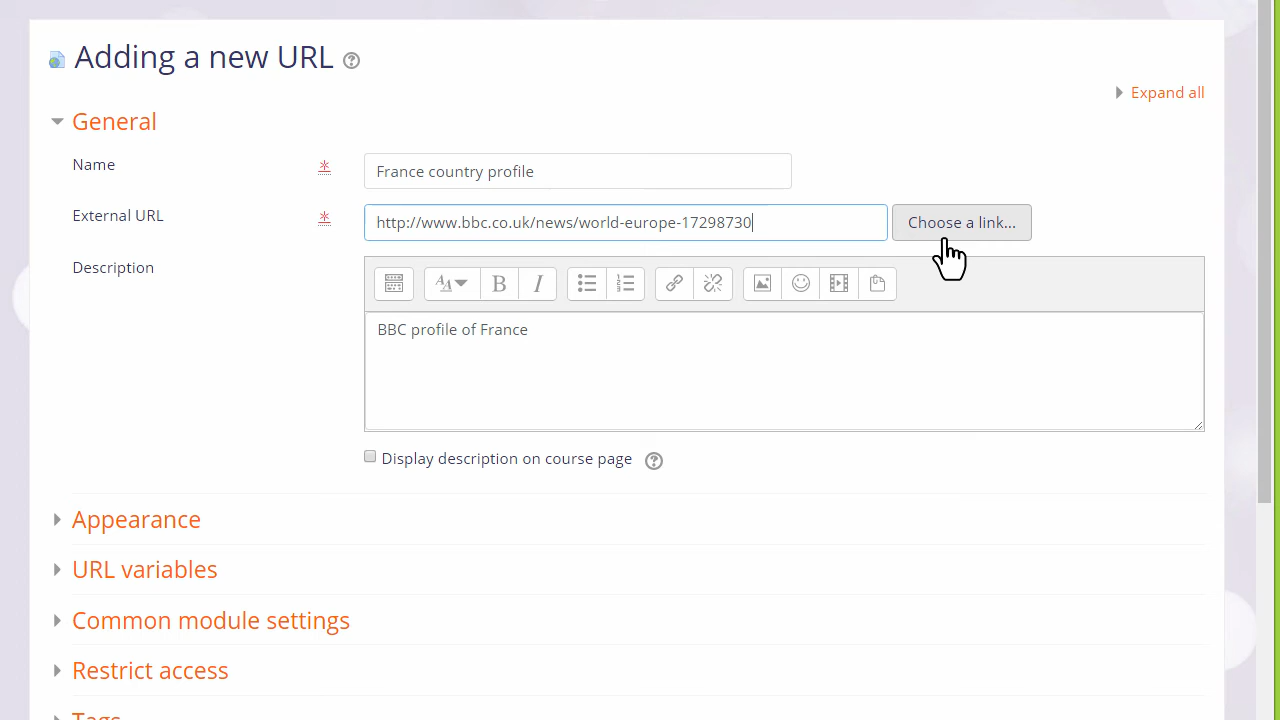 Adding a new URL
Expand all
General
Name
France country profile
External URL
http://www.bbc.co.uk/news/world-europe-17298730
Choose a link...
Description
BBC profile of France
Display description on course page
Appearance
URL variables
Common module settings
Restrict access
Tags